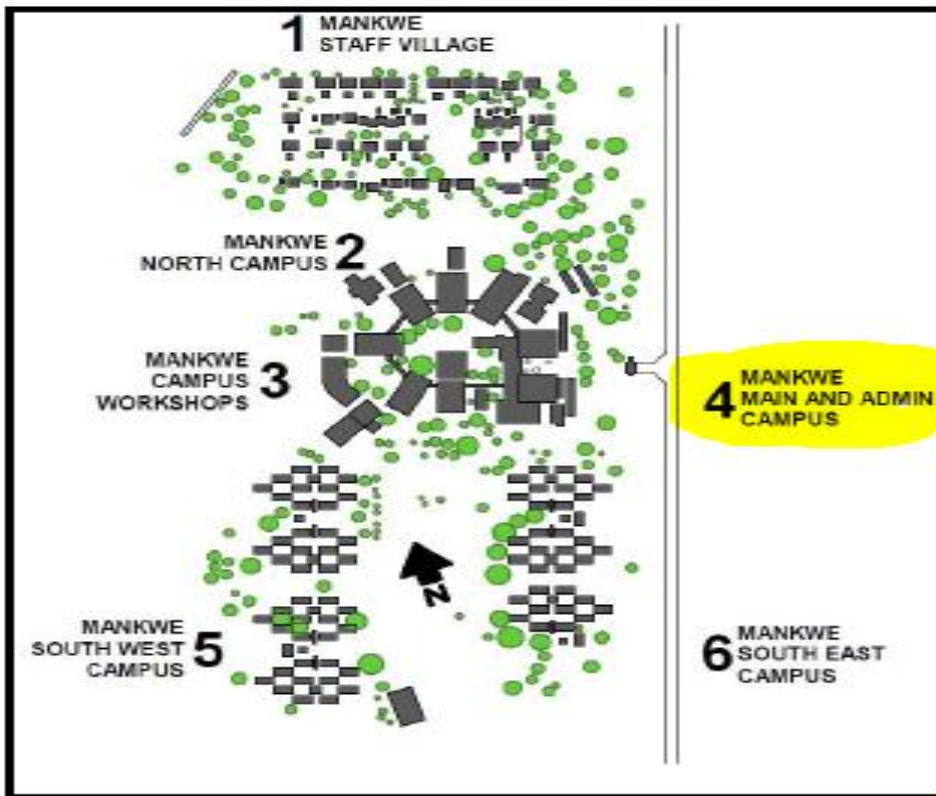 1 MANKWE
STAFF VILLAGE
MANKWE 2
NORTH CAMPUS
MANKWE
CAMPUS 3
WORKSHOPS
4 MANKWE
MAIN AND ADMIN
CAMPUS
N
MANKWE
SOUTH WEST 5
CAMPUS
6 MANKWE
SOUTH EAST
CAMPUS